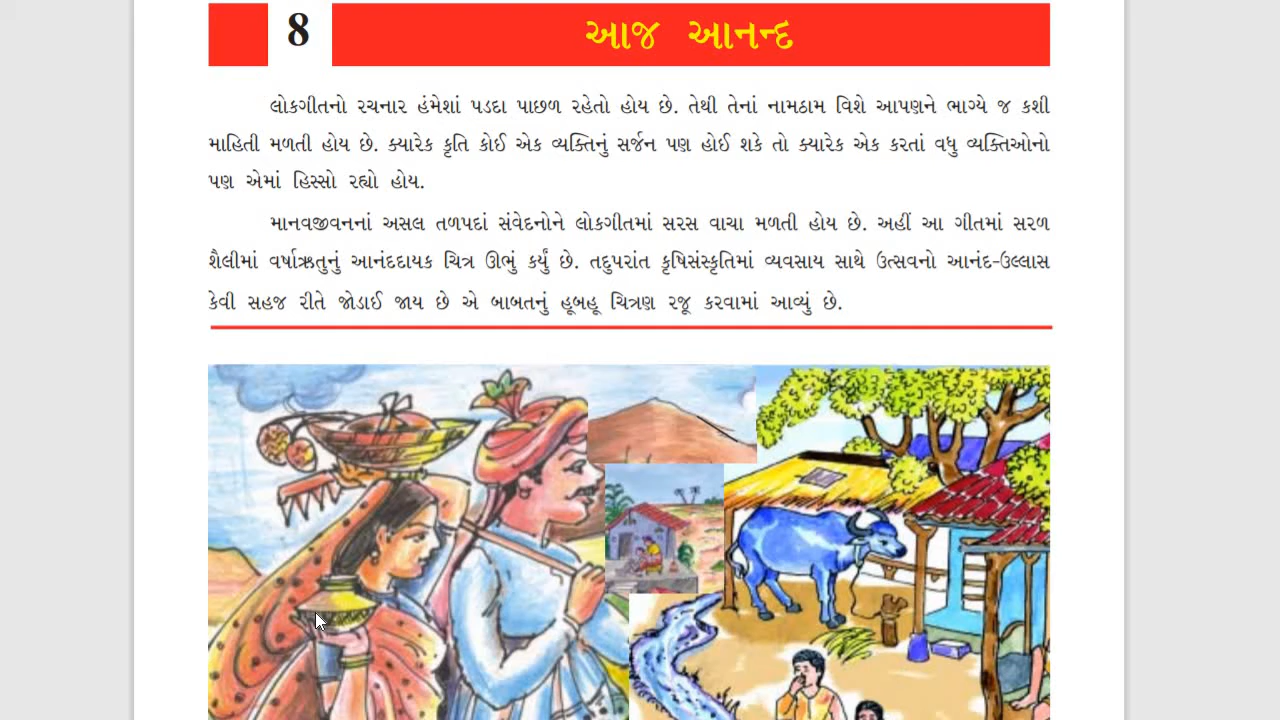 8
આજ આનન્દ
લોકગીતનો રચનાર હંમેશાં પડદા પાછળ રહેતો હોય છે. તેથી તેનાં નામઠામ વિશે આપણને ભાગ્યે જ કશી
માહિતી મળતી હોય છે. ક્યારેક કૃતિ કોઈ એક વ્યક્તિનું સર્જન પણ હોઈ શકે તો ક્યારેક એક કરતાં વધુ વ્યક્તિઓનો
પણ એમાં હિસ્સો રહ્યો હોય.
માનવજીવનનાં અસલ તળપદાં સંવેદનોને લોકગીતમાં સરસ વાચા મળતી હોય છે. અહીં આ ગીતમાં સરળ
શૈલીમાં વર્ષાઋતુનું આનંદદાયક ચિત્ર ઊભું કર્યું છે. તદુપરાંત કૃષિસંસ્કૃતિમાં વ્યવસાય સાથે ઉત્સવનો આનંદ-ઉલ્લાસ
કેવી સહજ રીતે જોડાઈ જાય છે એ બાબતનું હૂબહૂ ચિત્રણ રજૂ કરવામાં આવ્યું છે.